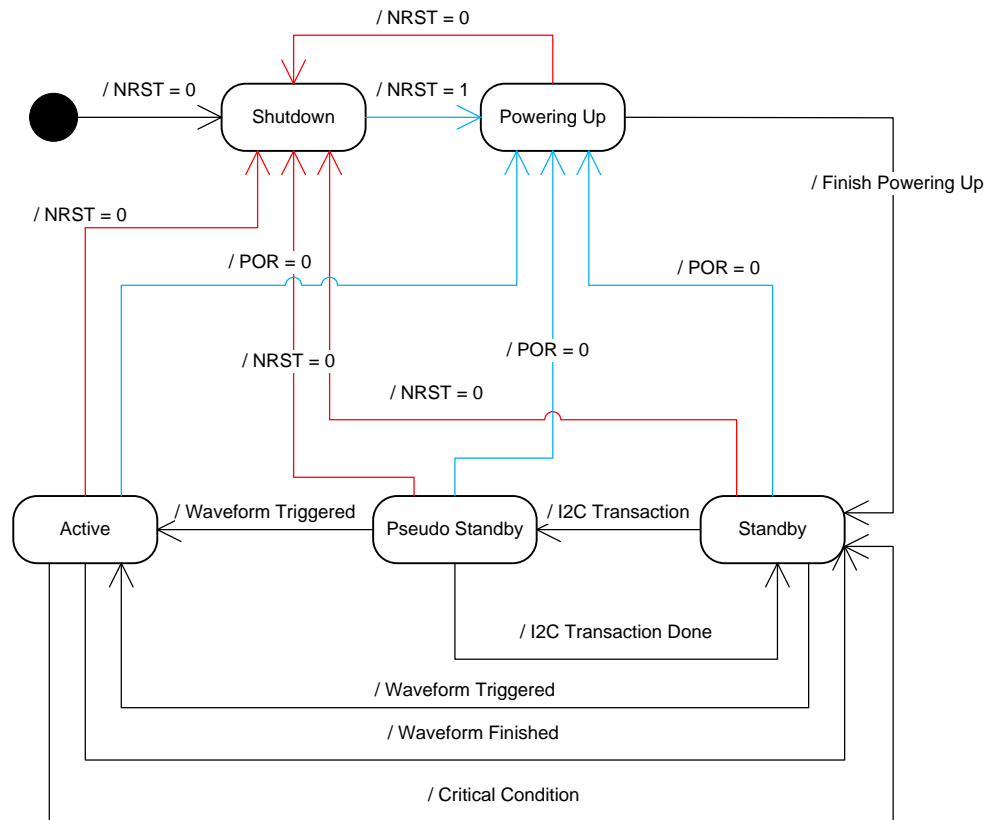 / NRST = 0
/ NRST = 0
/ NRST = 1
Shutdown
Powering Up
/ Finish Powering Up
/ NRST = 0
/ POR = 0
/ POR = 0
/ POR = 0
/ NRST = 0
/ NRST = 0
/ Waveform Triggered
/ I2C Transaction
Active
Pseudo Standby
Standby
/ I2C Transaction Done
/ Waveform Triggered
/ Waveform Finished
/ Critical Condition